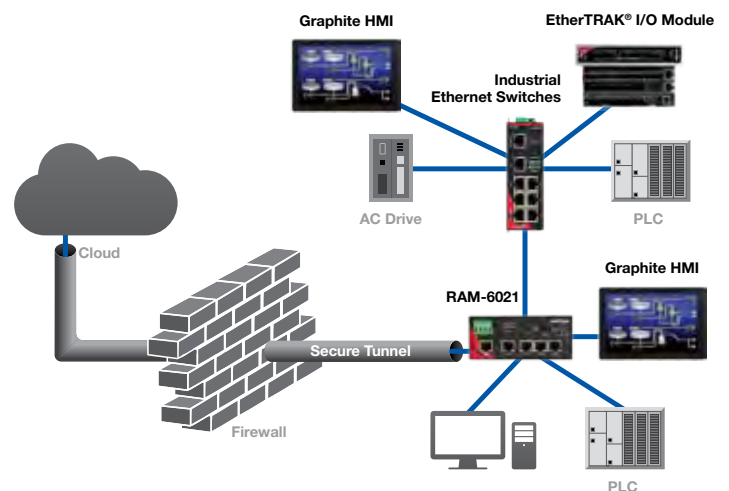 Graphite HMI
EtherTRAK® I/O Module
Industrial
Ethernet Switches
AC Drive
PLC
Cloud
Graphite HMI
RAM-6021
Secure Tunnel
Firewall
PLC